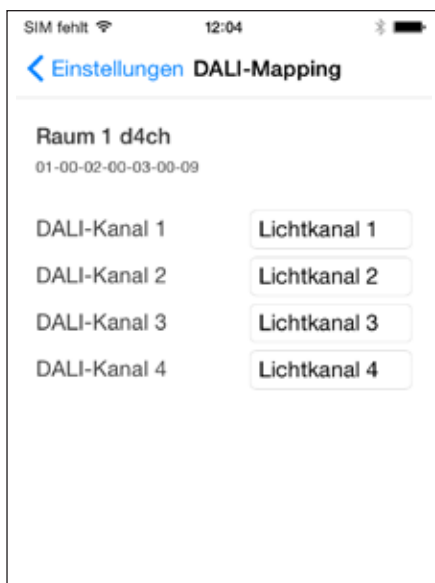 SIM fehlt 12:04
Einstellungen DALI-Mapping
Raum 1 d4ch
01-00-02-00-03-00-09
DALI-Kanal 1 Lichtkanal 1
DALI-Kanal 2 Lichtkanal 2
DALI-Kanal 3 Lichtkanal 3
DALI-Kanal 4 Lichtkanal 4